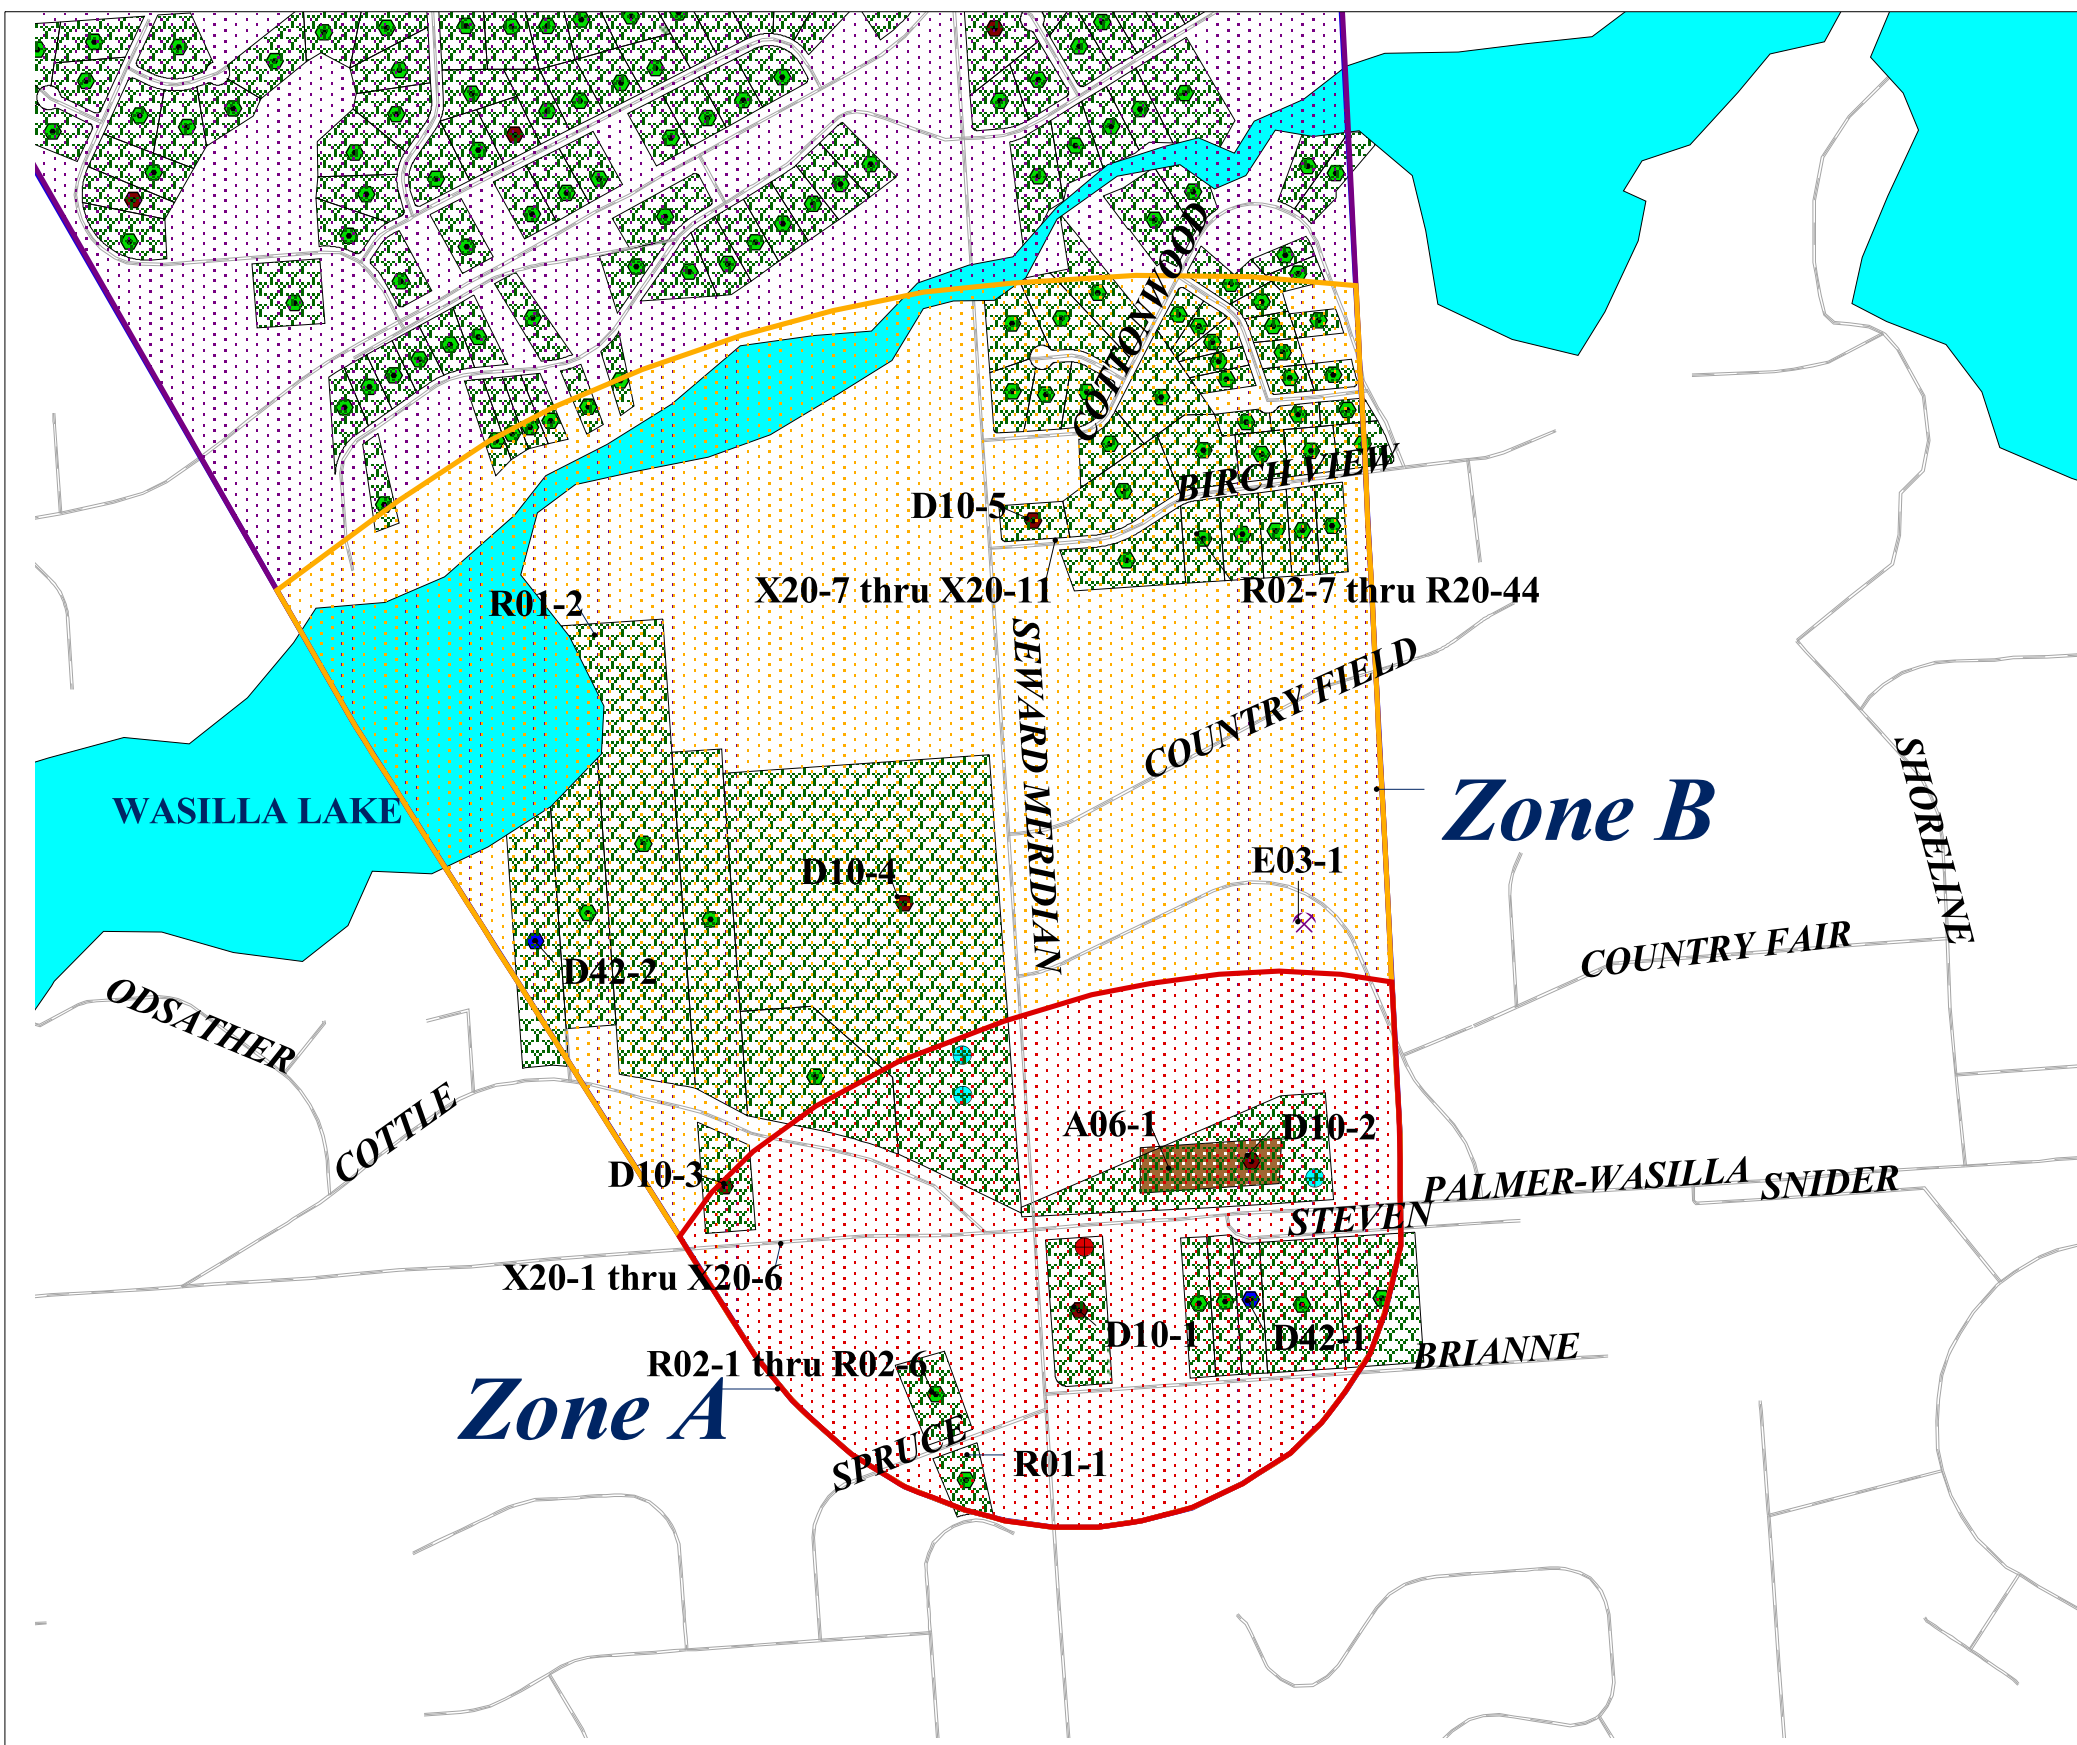 COTTONWOOD
BIRCH VIEW
D10-5
X20-7 thru X20-11
R02-7 thru R20-44
R01-2
SEWARD MERIDIAN
COUNTRY FIELD
WASILLA LAKE
Zone B
SHORELINE
D10-4
E03-1
D42-2
COUNTRY FAIR
ODSATHER
COTTLE
A06-1
D10-2
D10-3
PALMER-WASILLA
SNIDER
STEVEN
X20-1 thru X20-6
D10-1
D42-1
BRIANNE
R02-1 thru R02-6
Zone A
SPRUCE
R01-1